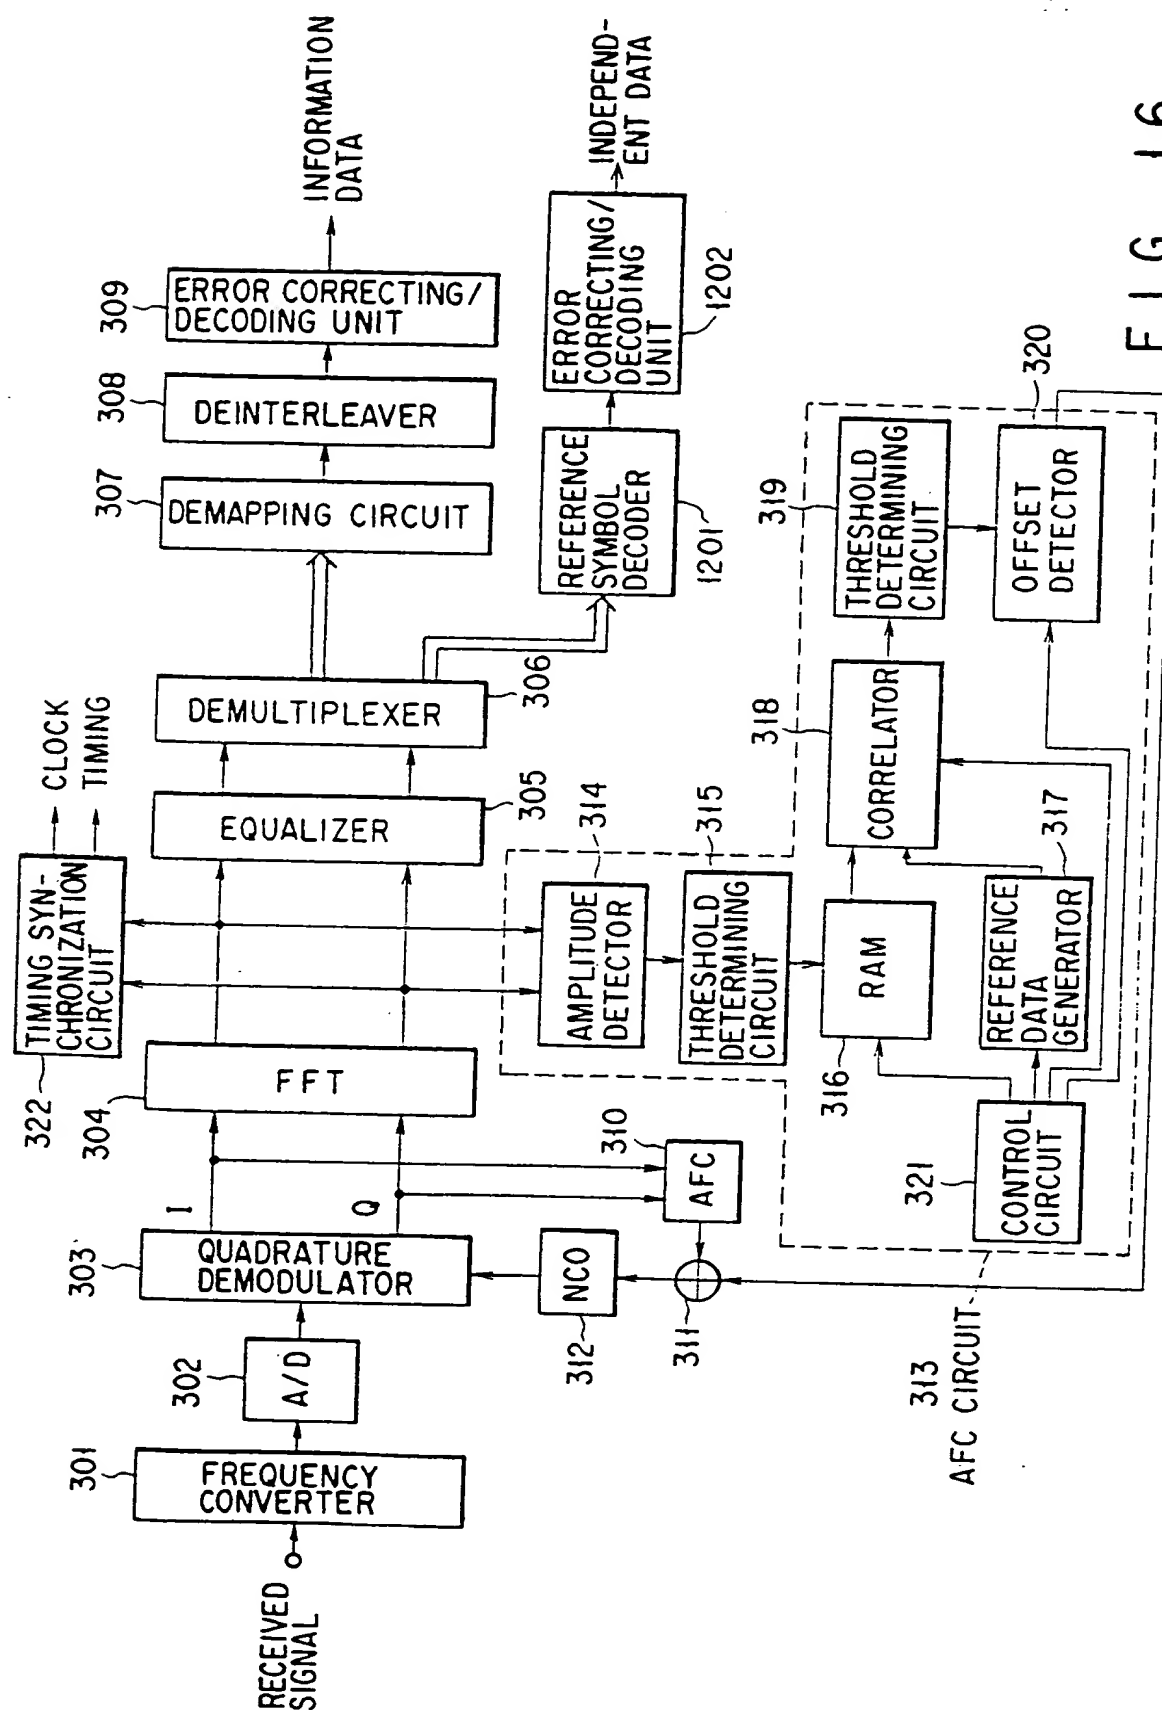 RECEIVED
SIGNAL
301
FREQUENCY
CONVERTER
302
A/D
303
QUADRATURE
DEMODULATOR
I
Q
304
FFT
322
TIMING SYN-
CHRONIZATION
CIRCUIT
CLOCK
TIMING
305
EQUALIZER
306
DEMULTIPLEXER
307
DEMAPPING CIRCUIT
308
DEINTERLEAVER
309
ERROR CORRECTING/
DECODING UNIT
INFORMATION
DATA
REFERENCE
SYMBOL
DECODER
1201
ERROR
CORRECTING/
DECODING
UNIT
1202
INDEPEND-
ENT DATA
310
AFC
311
312
NCO
313
AFC CIRCUIT
314
AMPLITUDE
DETECTOR
315
THRESHOLD
DETERMINING
CIRCUIT
316
RAM
317
REFERENCE
DATA
GENERATOR
318
CORRELATOR
319
THRESHOLD
DETERMINING
CIRCUIT
320
OFFSET
DETECTOR
321
CONTROL
CIRCUIT
FIG 16